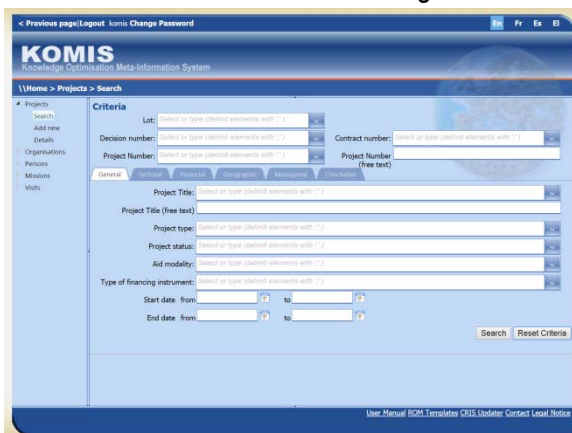 < Previous page|Logout komis Change Password En Fr Es El
KOMIS
Knowledge Optimisation Meta-Information System
\\Home > Projects > Search
Projects
Search
Add new
Details
Organisations
Persons
Missions
Visits
Criteria
Lot: Select or type (delimit elements with ';')
Decision number: Select or type (delimit elements with ';') Contract number: Select or type (delimit elements with ';')
Project Number: Select or type (delimit elements with ';') Project Number (free text)
General Sectoral Financial Geographic Managerial Conclusive
Project Title: Select or type (delimit elements with ';')
Project Title (free text)
Project type: Select or type (delimit elements with ';')
Project status: Select or type (delimit elements with ';')
Aid modality: Select or type (delimit elements with ';')
Type of financing instrument: Select or type (delimit elements with ';')
Start date from to
End date from to
Search Reset Criteria
User Manual ROM Templates CRIS Updater Contact Legal Notice